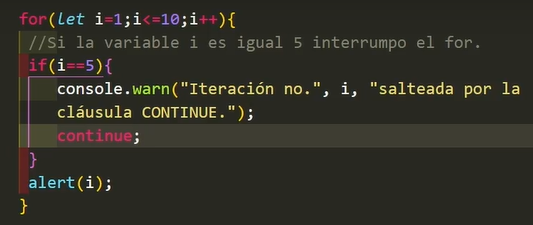 for(let i=1;i<=10;i++){
//Si la variable i es igual 5 interrumpo el for.
if(i==5){
console.warn("Iteración no.", i, "salteada por la
cláusula CONTINUE.");
continue;
}
alert(i);
}